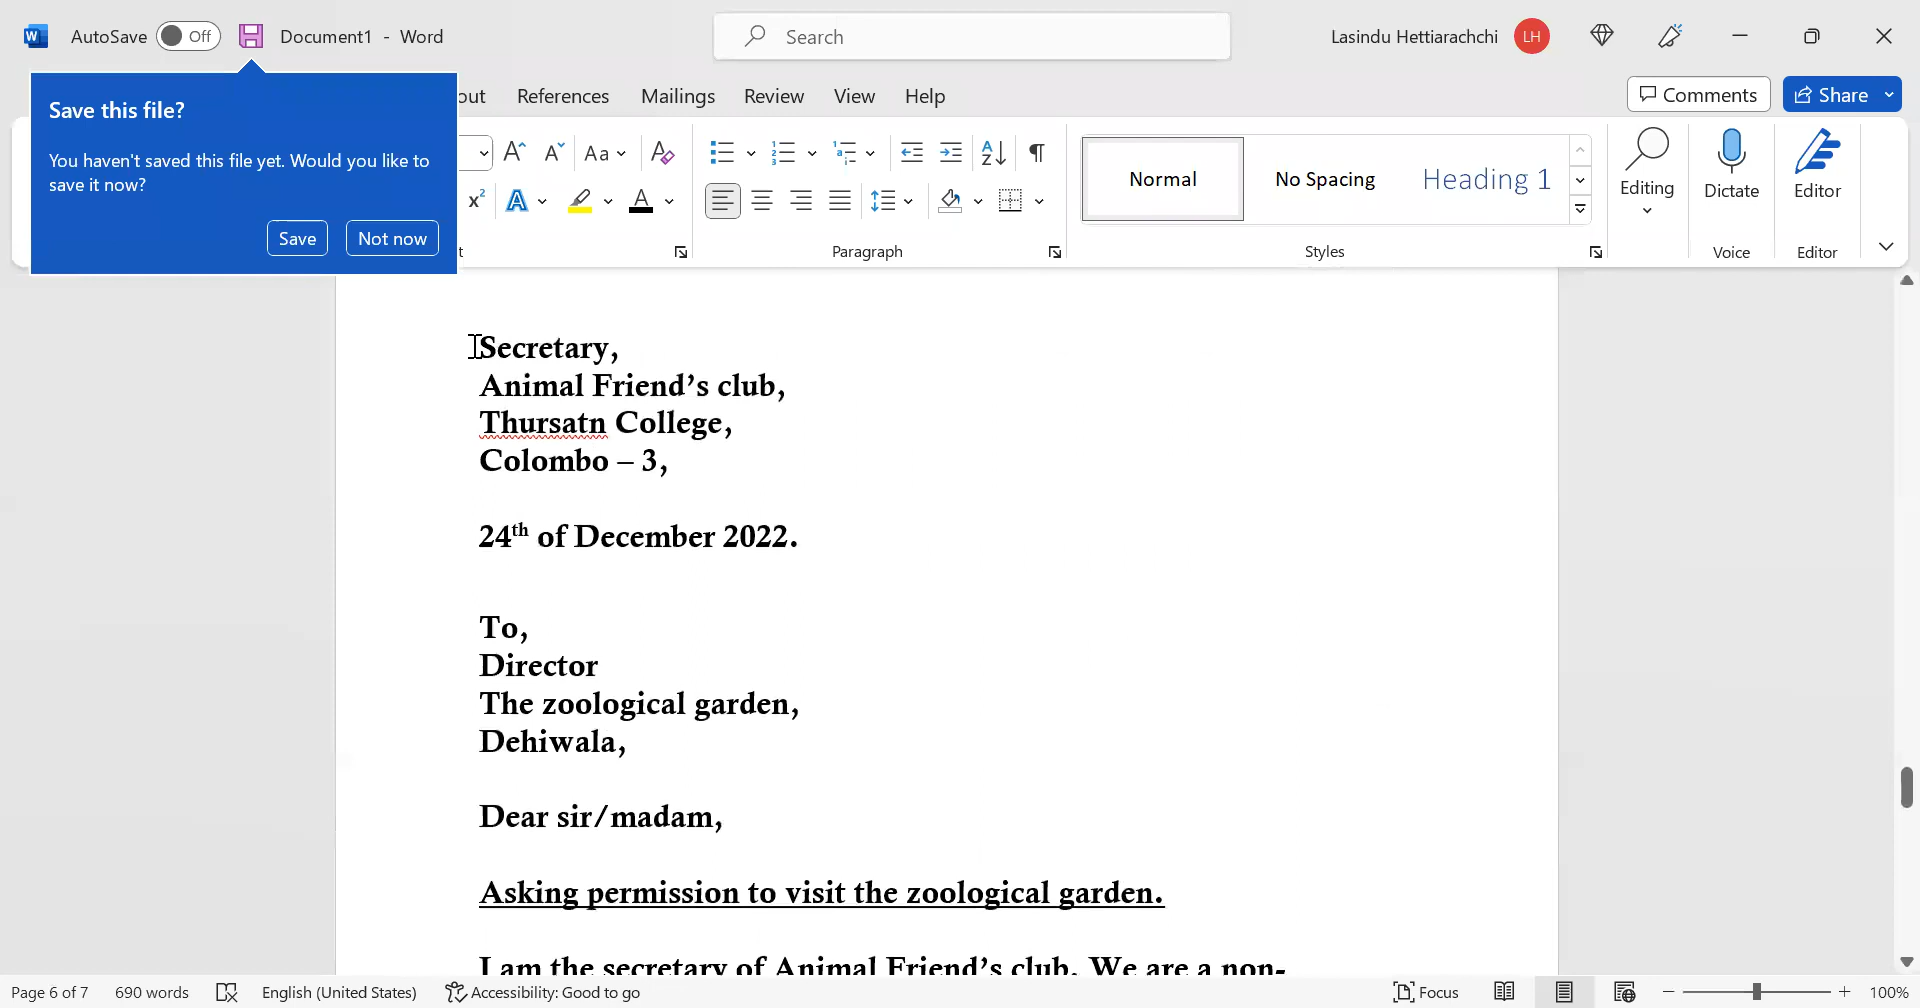 AutoSave Off Document1 - Word Search Lasindu Hettiarachchi LH
out References Mailings Review View Help Comments Share
Save this file?
You haven't saved this file yet. Would you like to
save it now?
Save Not now
Aa
Normal No Spacing Heading 1
Editing Dictate Editor
Paragraph Styles Voice Editor
Secretary,
Animal Friend's club,
Thursatn College,
Colombo – 3,
24th of December 2022.
To,
Director
The zoological garden,
Dehiwala,
Dear sir/madam,
Asking permission to visit the zoological garden.
I am the secretary of Animal Friend's club. We are a non-
Page 6 of 7 690 words English (United States) Accessibility: Good to go Focus 100%